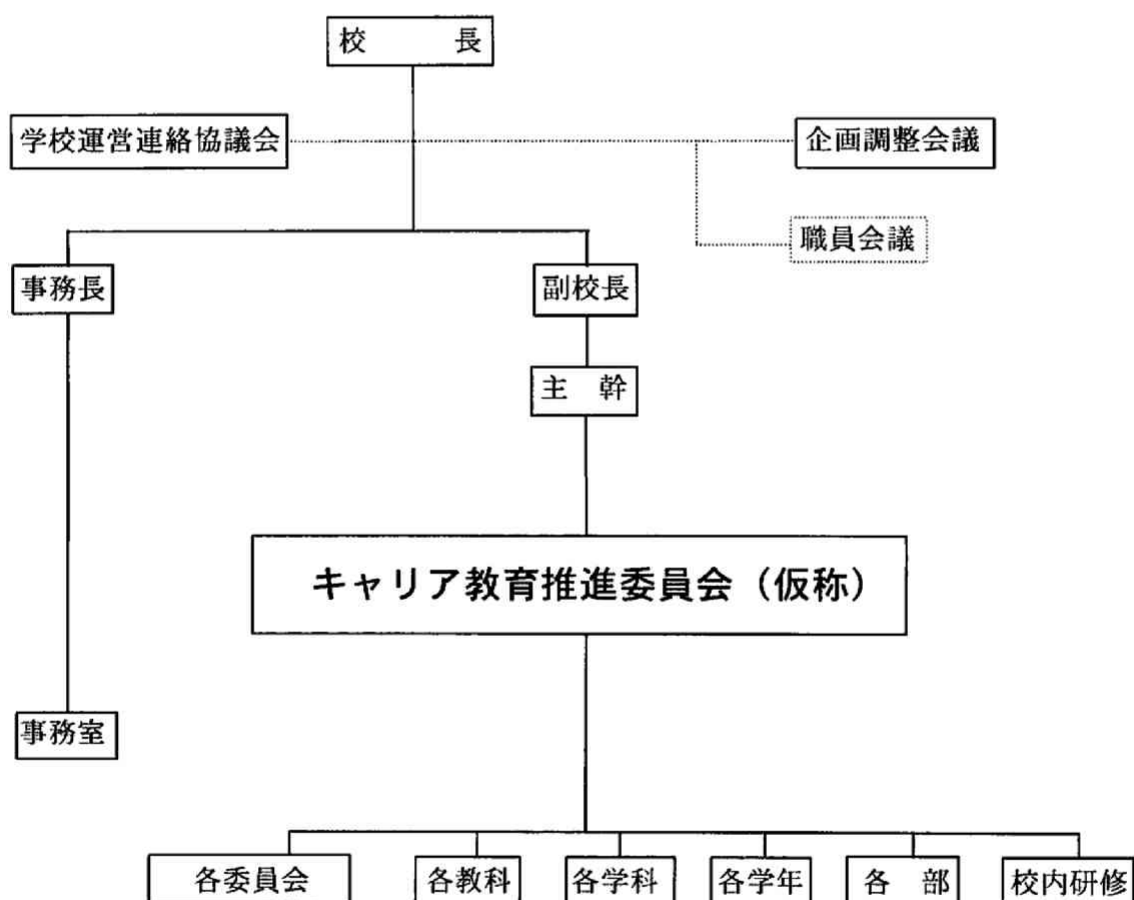 校　　長
学校運営連絡協議会
企画調整会議
職員会議
事務長
副校長
主　幹
キャリア教育推進委員会（仮称）
事務室
各委員会
各教科
各学科
各学年
各　部
校内研修